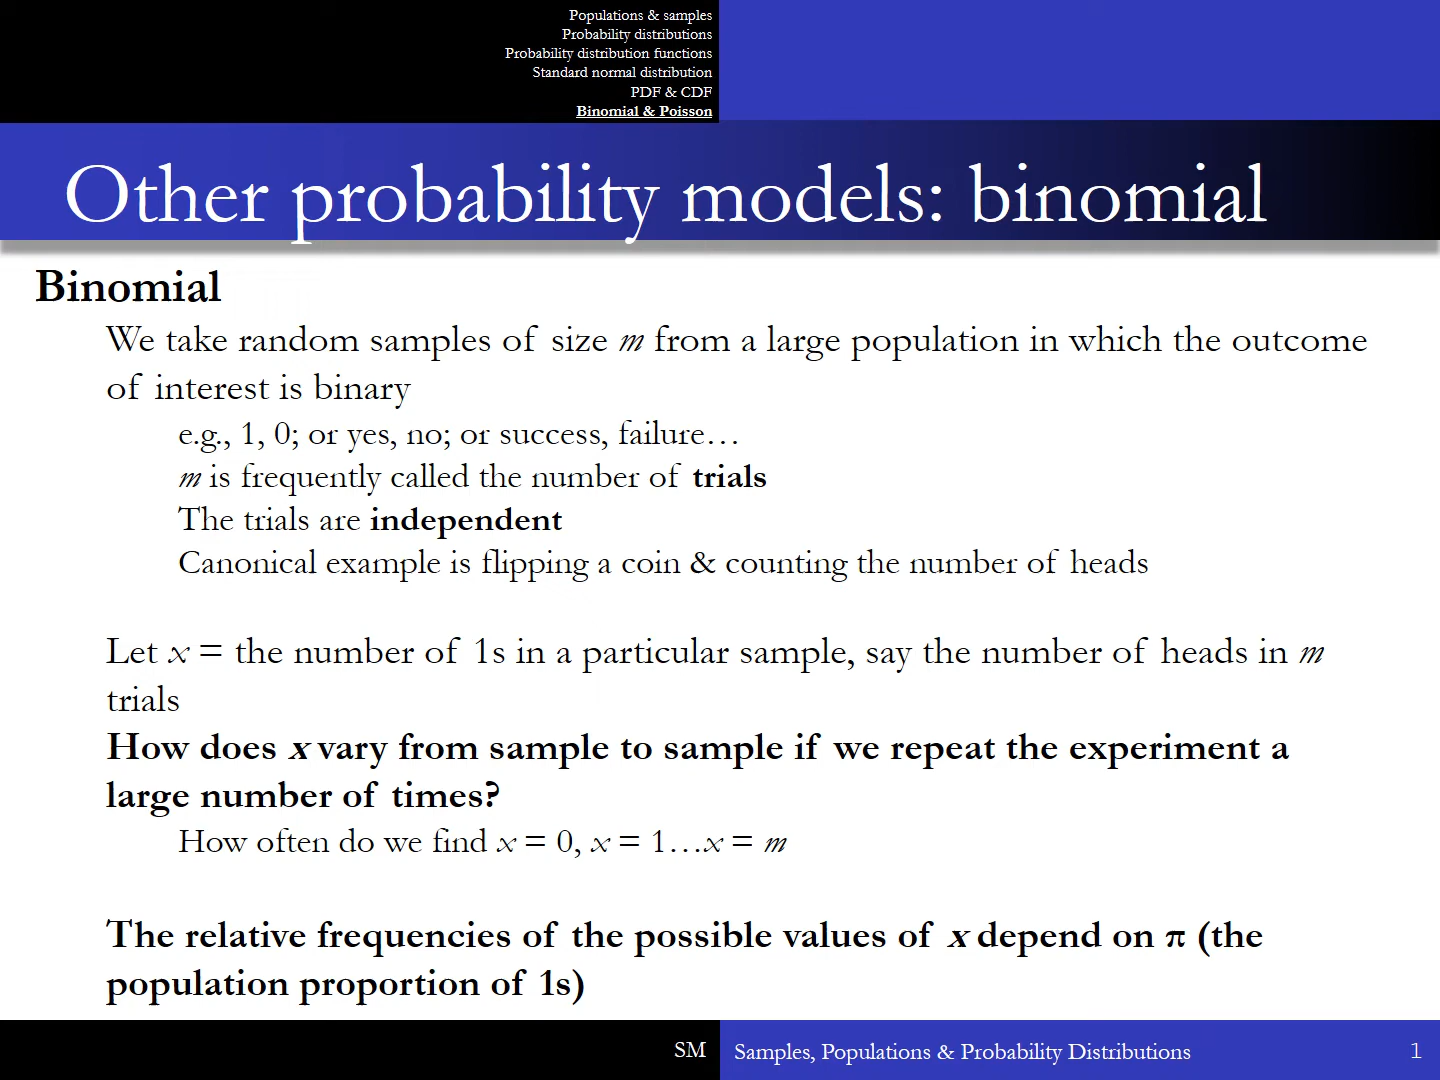 Populations & samples
Probability distributions
Probability distribution functions
Standard normal distribution
PDF & CDF
Binomial & Poisson
Other probability models: binomial
Binomial
We take random samples of size m from a large population in which the outcome
of interest is binary
e.g., 1, 0; or yes, no; or success, failure…
m is frequently called the number of trials
The trials are independent
Canonical example is flipping a coin & counting the number of heads
Let x = the number of 1s in a particular sample, say the number of heads in m
trials
How does x vary from sample to sample if we repeat the experiment a
large number of times?
How often do we find x = 0, x = 1…x = m
The relative frequencies of the possible values of x depend on π (the
population proportion of 1s)
SM
Samples, Populations & Probability Distributions
1